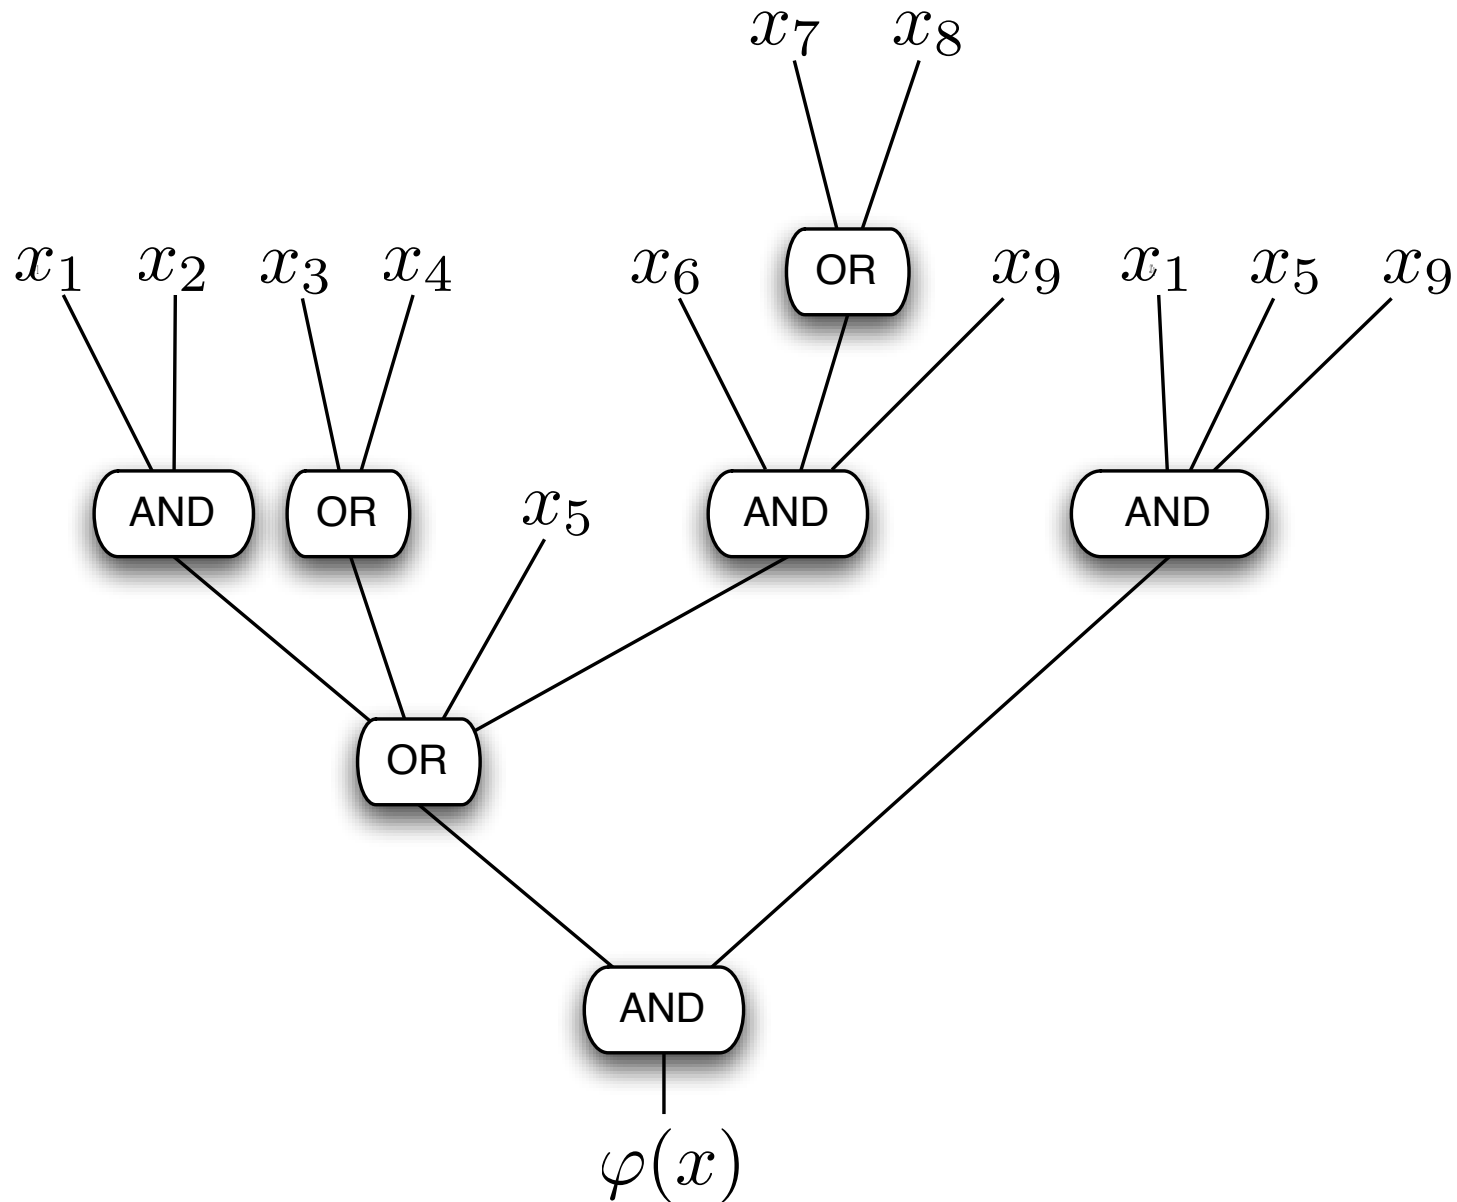 x₇ x₈
x₁ x₂ x₃ x₄ x₆ OR x₉ x₁ x₅ x₉
AND OR x₅ AND AND
OR
AND
φ(x)